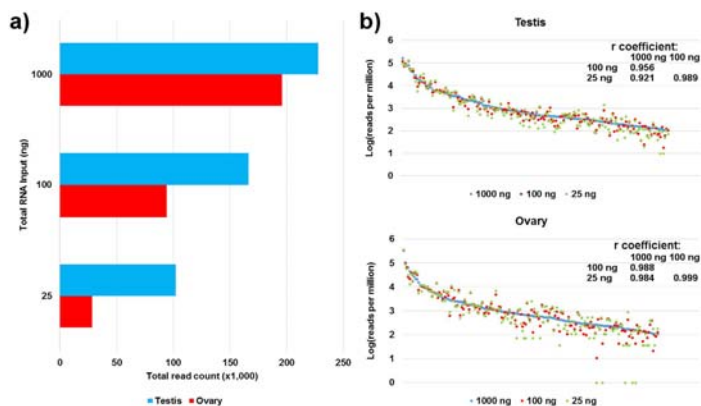 a)
Total RNA Input (ng)
1000
100
25
0 50 100 150 200 250
Total read count (x1,000)
Testis Ovary
b)
Testis
r coefficient:
1000 ng 100 ng
100 ng 0.956
25 ng 0.921 0.989
Log(reads per million)
6
5
4
3
2
1
0
1000 ng 100 ng 25 ng
Ovary
r coefficient:
1000 ng 100 ng
100 ng 0.988
25 ng 0.984 0.999
Log(reads per million)
6
5
4
3
2
1
0
1000 ng 100 ng 25 ng